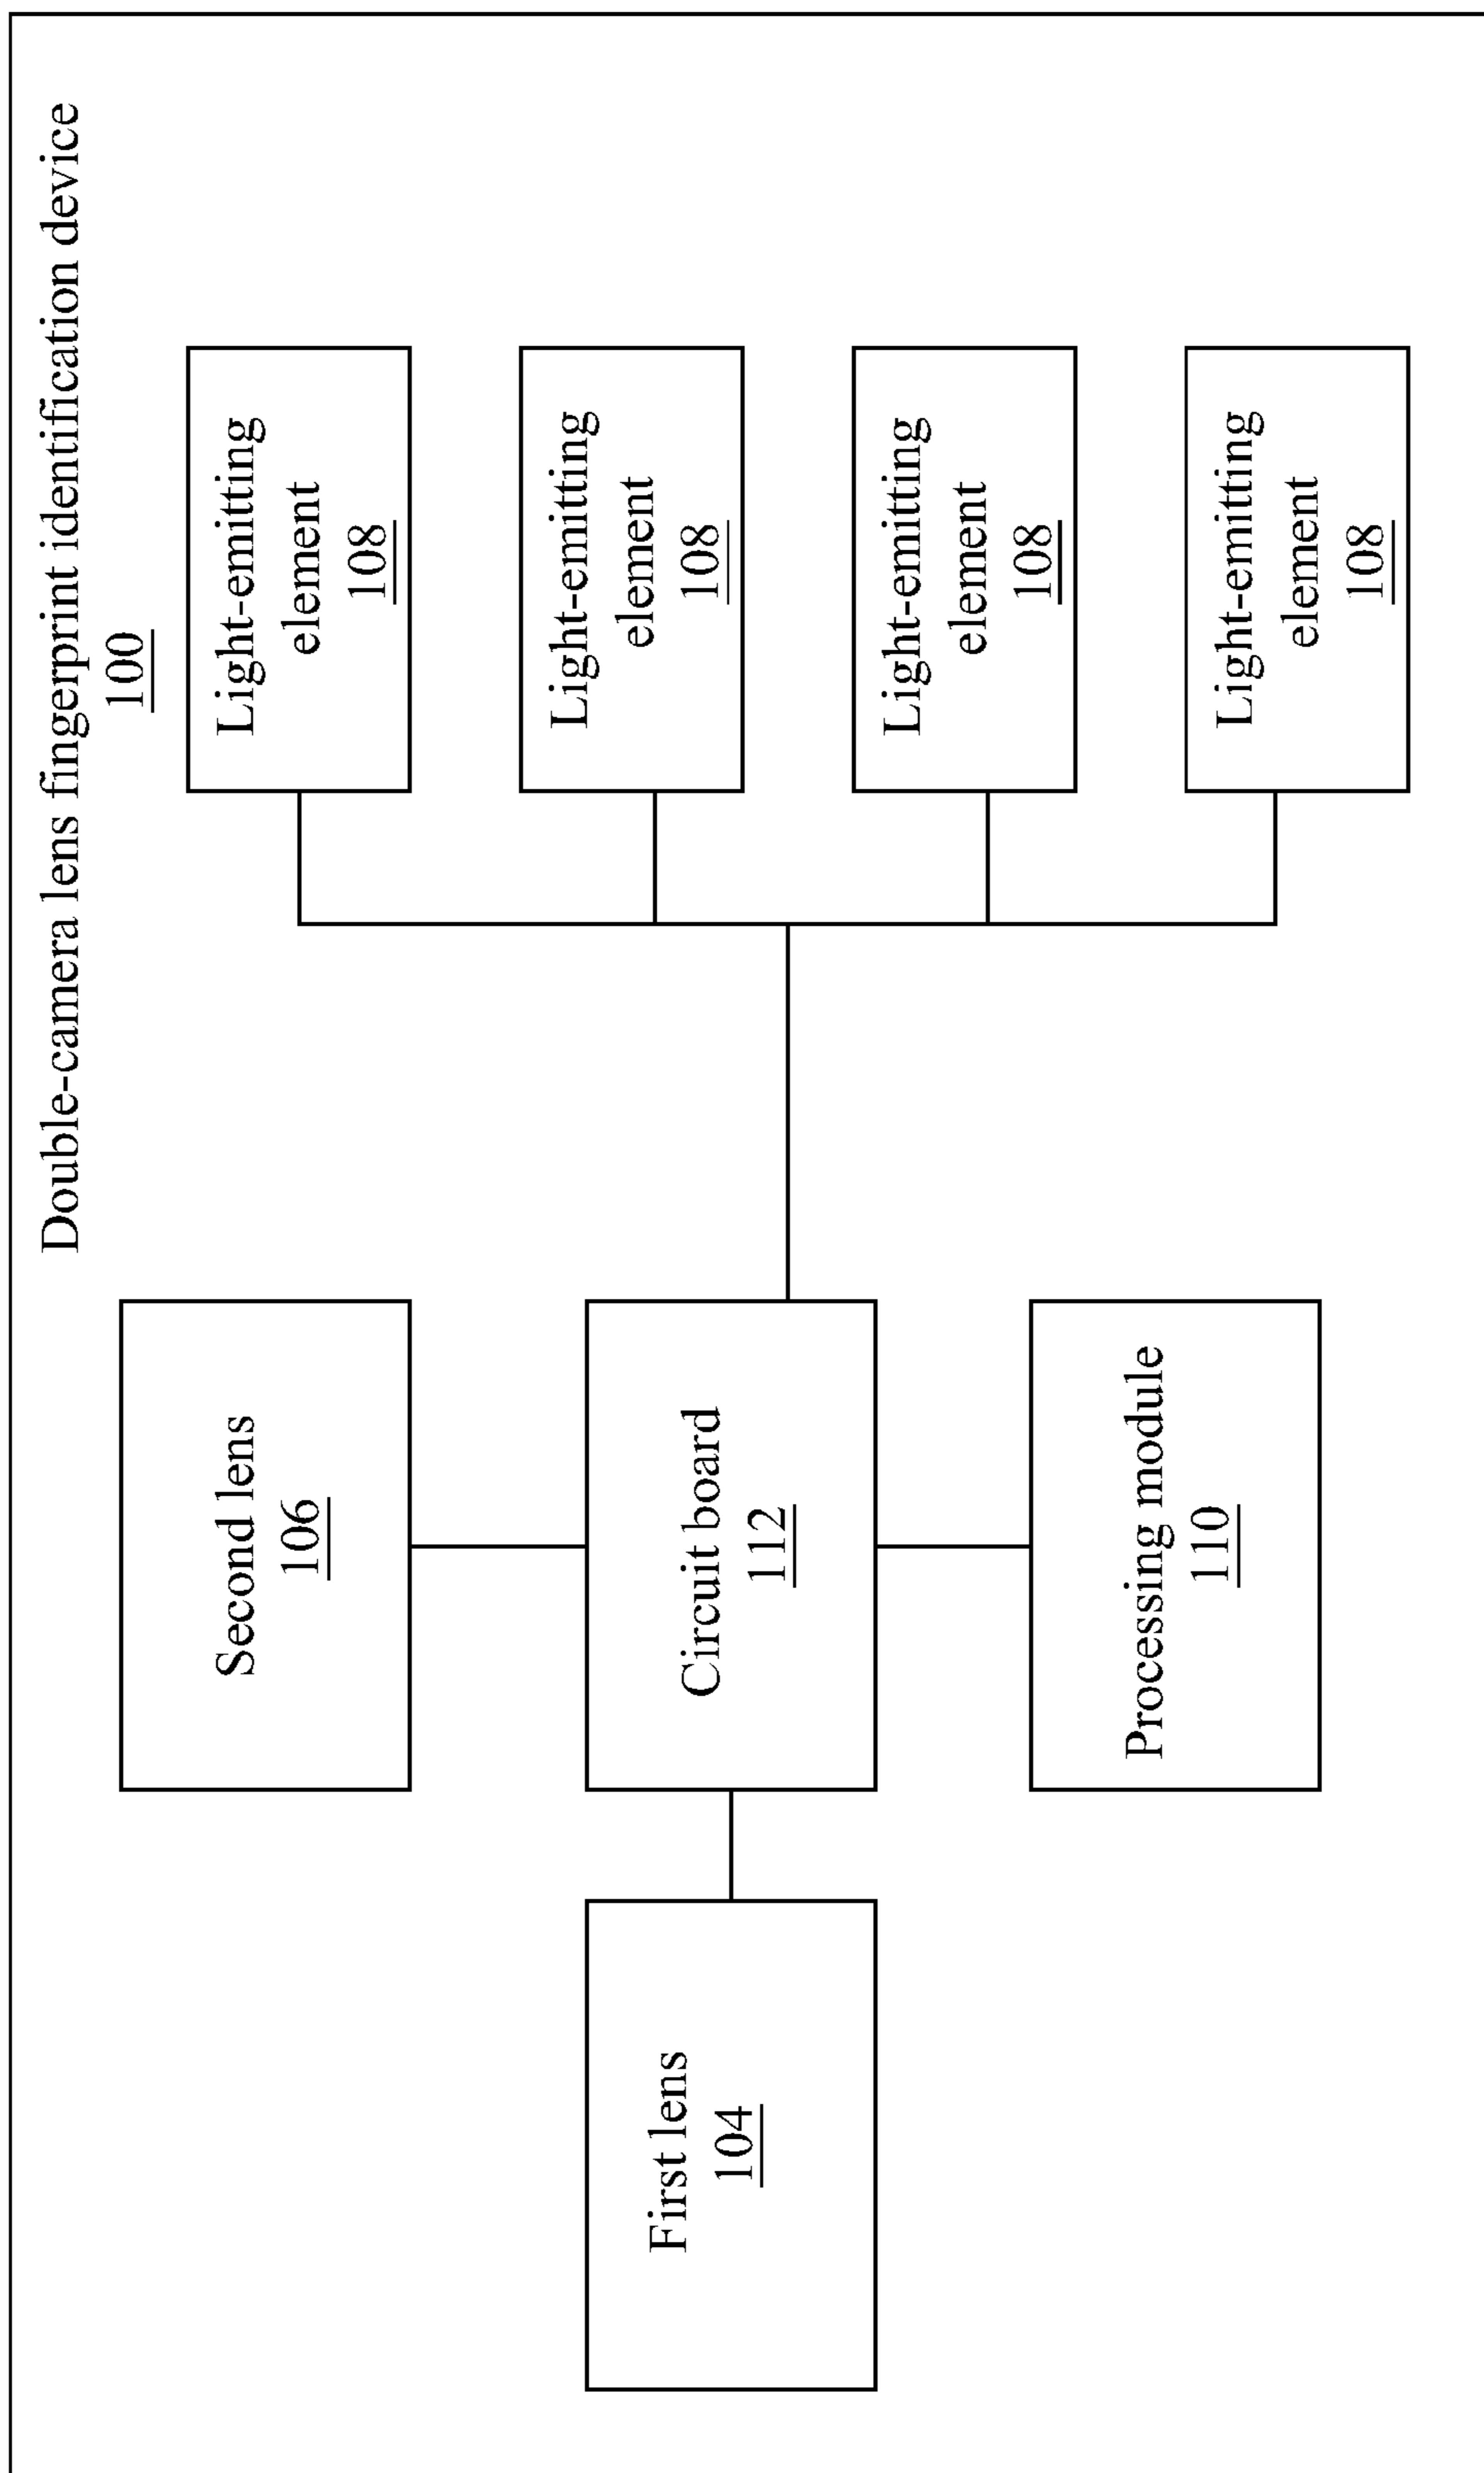 Double-camera lens fingerprint identification device
100
Second lens
106
Light-emitting
element
108
Light-emitting
element
108
First lens
104
Circuit board
112
Light-emitting
element
108
Processing module
110
Light-emitting
element
108